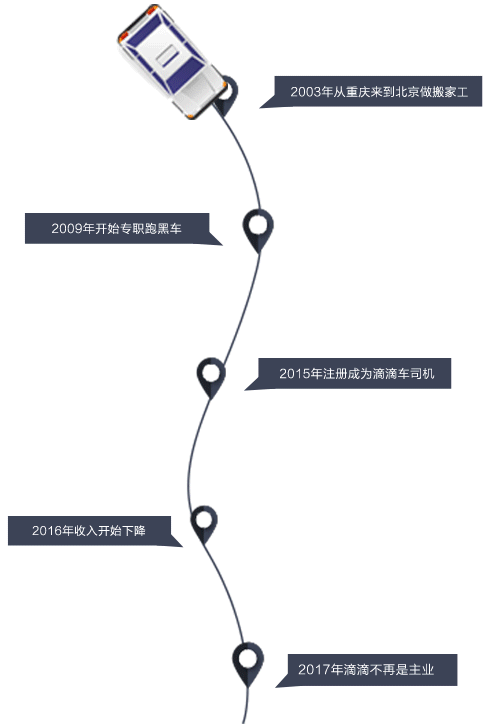 2003年从重庆来到北京做搬家工
2009年开始专职跑黑车
2015年注册成为滴滴车司机
2016年收入开始下降
2017年滴滴不再是主业